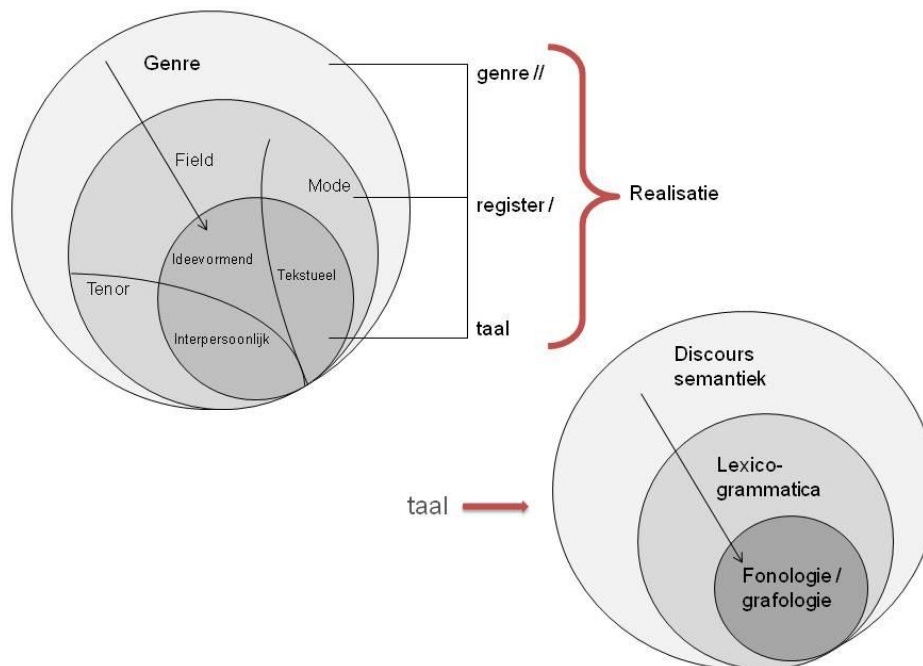 Genre
genre //
Field
Mode
register /
Realisatie
Ideevormend
Tekstueel
Tenor
Interpersoonlijk
taal
Discours
semantiek
Lexico-
grammatica
taal
Fonologie /
grafologie